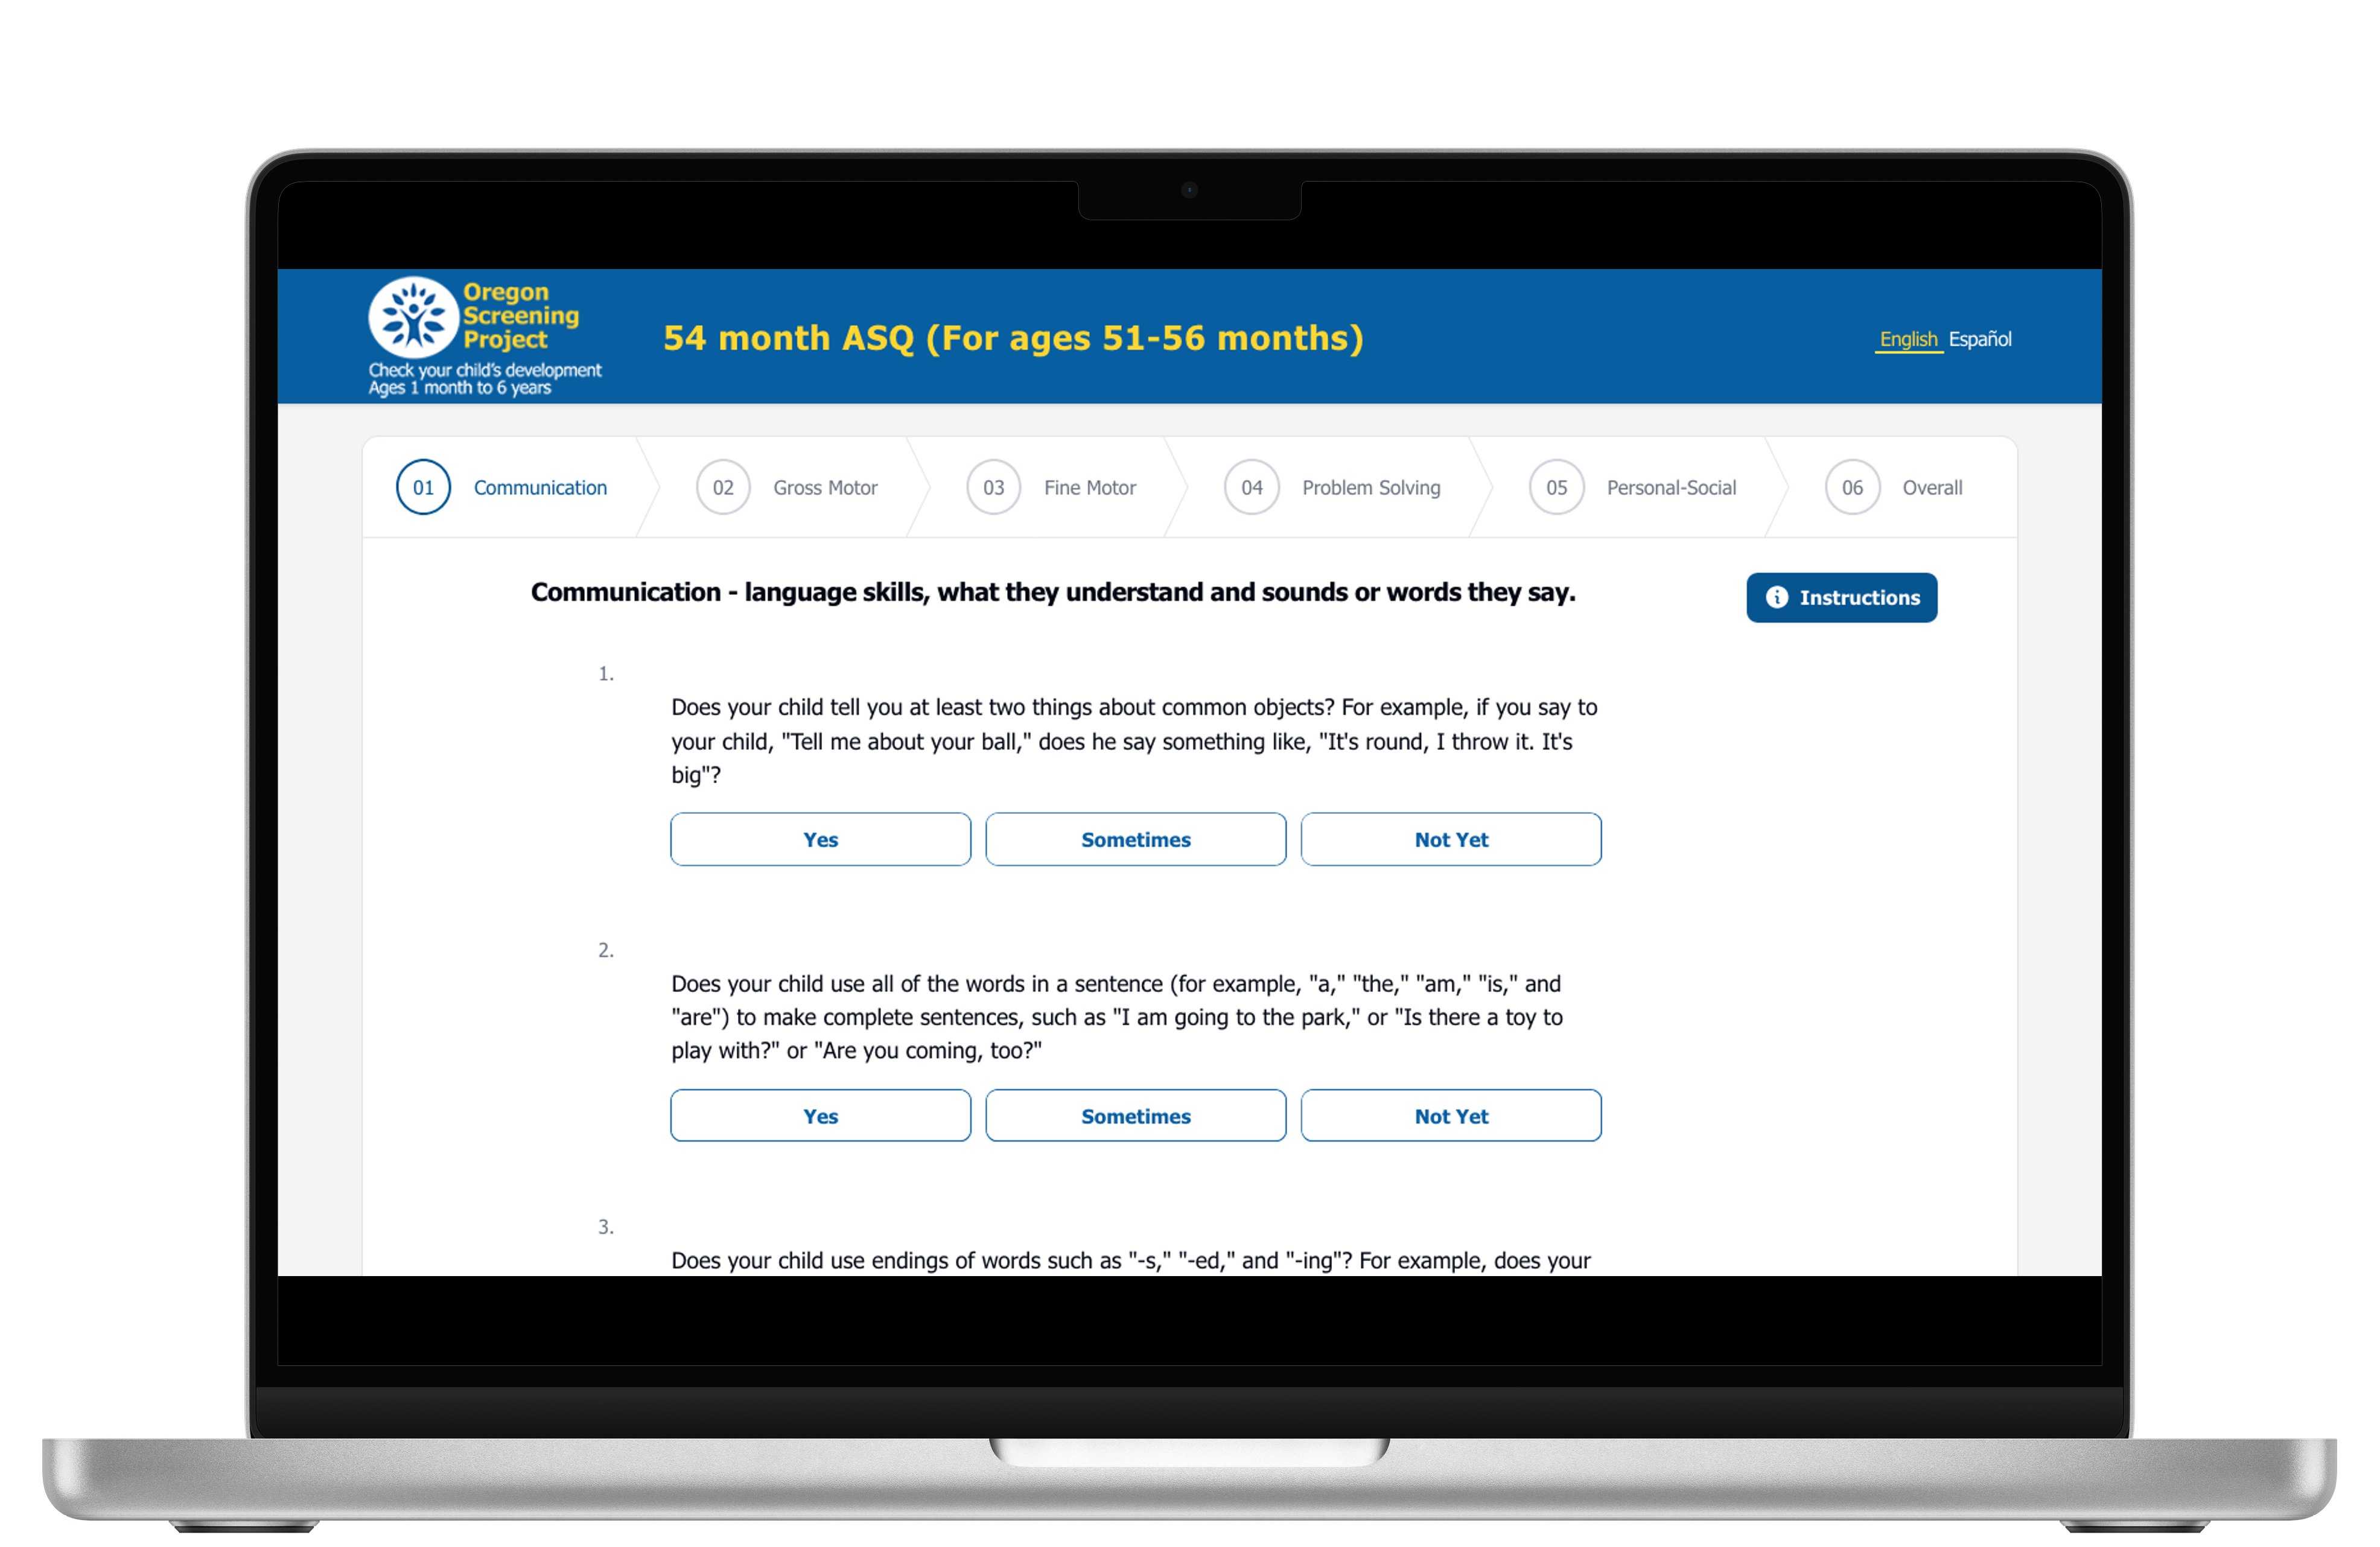 Oregon
Screening
Project
Check your child's development
Ages 1 month to 6 years
54 month ASQ (For ages 51-56 months)
English Español
01 Communication 02 Gross Motor 03 Fine Motor 04 Problem Solving 05 Personal-Social 06 Overall
Communication - language skills, what they understand and sounds or words they say.
Instructions
1.
Does your child tell you at least two things about common objects? For example, if you say to
your child, "Tell me about your ball," does he say something like, "It's round, I throw it. It's
big"?
Yes Sometimes Not Yet
2.
Does your child use all of the words in a sentence (for example, "a," "the," "am," "is," and
"are") to make complete sentences, such as "I am going to the park," or "Is there a toy to
play with?" or "Are you coming, too?"
Yes Sometimes Not Yet
3.
Does your child use endings of words such as "-s," "-ed," and "-ing"? For example, does your